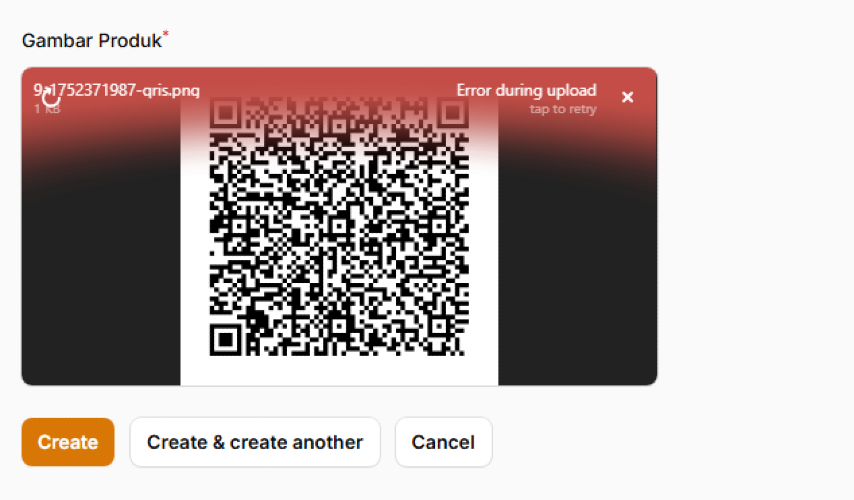 Gambar Produk*
9-1752371987-qris.png
Error during upload
1 KB
tap to retry
Create
Create & create another
Cancel